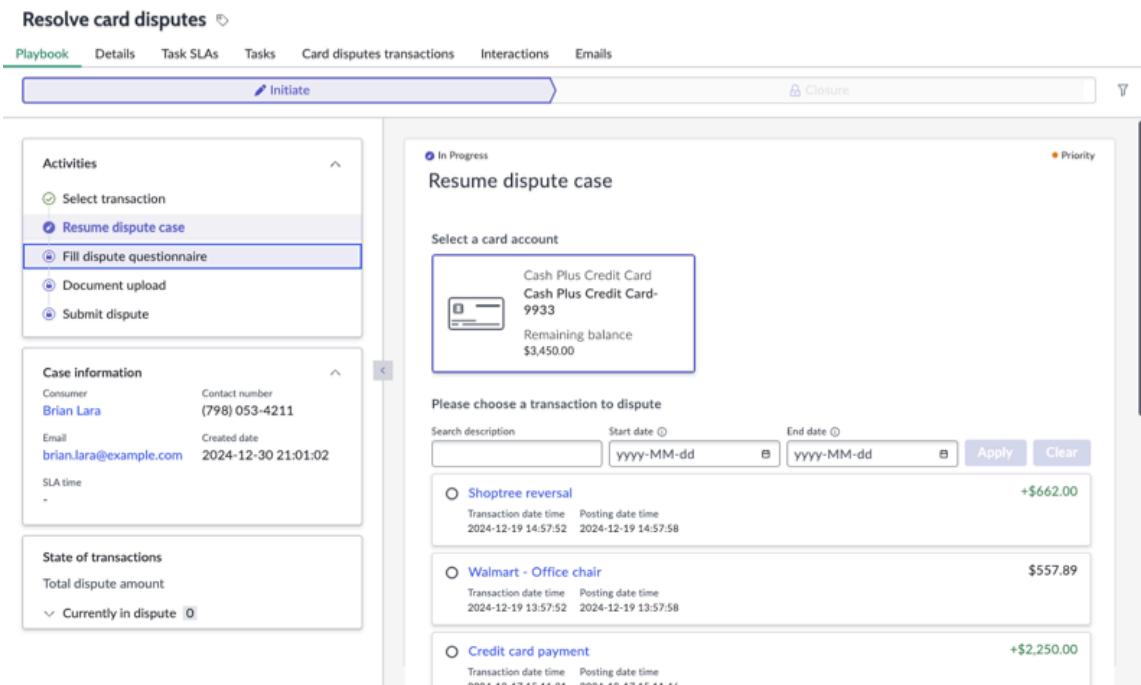 Resolve card disputes
Playbook Details Task SLAs Tasks Card disputes transactions Interactions Emails
Initiate
Closure
Activities
Select transaction
Resume dispute case
Fill dispute questionnaire
Document upload
Submit dispute
Case information
Consumer Contact number
Brian Lara (798) 053-4211
Email Created date
brian.lara@example.com 2024-12-30 21:01:02
SLA time
-
State of transactions
Total dispute amount
Currently in dispute 0
In Progress
Priority
Resume dispute case
Select a card account
Cash Plus Credit Card
Cash Plus Credit Card-
9933
Remaining balance
$3,450.00
Please choose a transaction to dispute
Search description Start date End date
yyyy-MM-dd yyyy-MM-dd Apply Clear
Shoptree reversal +$662.00
Transaction date time Posting date time
2024-12-19 14:57:52 2024-12-19 14:57:58
Walmart - Office chair $557.89
Transaction date time Posting date time
2024-12-19 13:57:52 2024-12-19 13:57:58
Credit card payment +$2,250.00
Transaction date time Posting date time